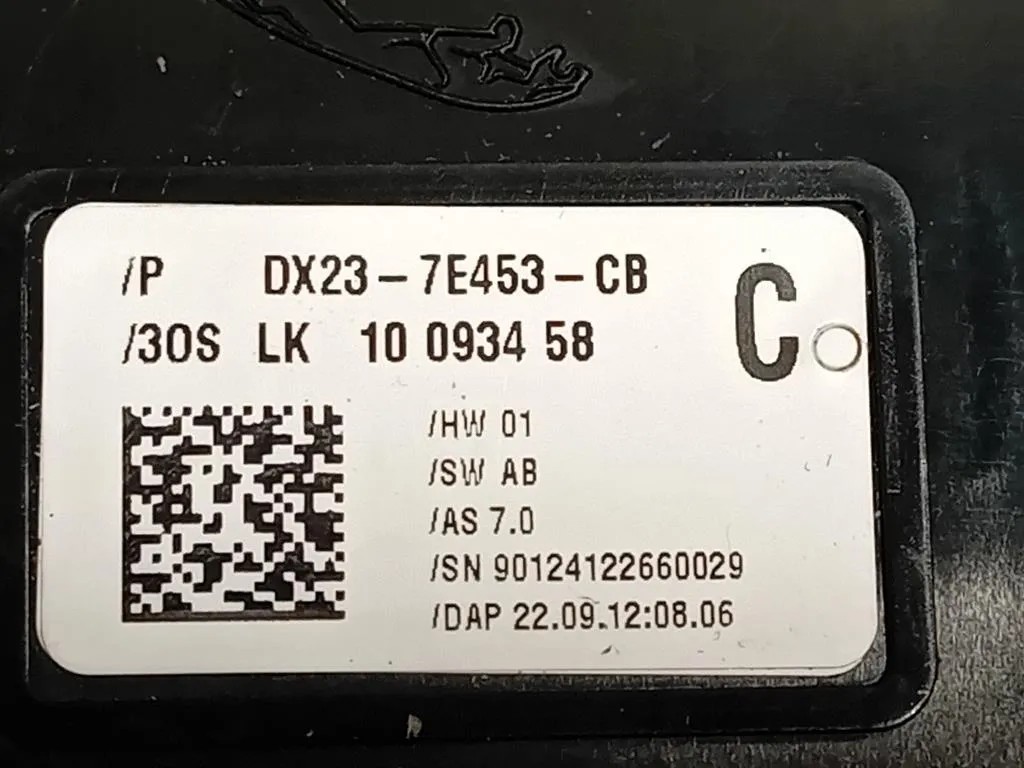 /P DX23-7E453-CB
C
/3OS LK 10 0934 58
/HW 01
/SW AB
/AS 7.0
/SN 90124122660029
/DAP 22.09.12:08.06